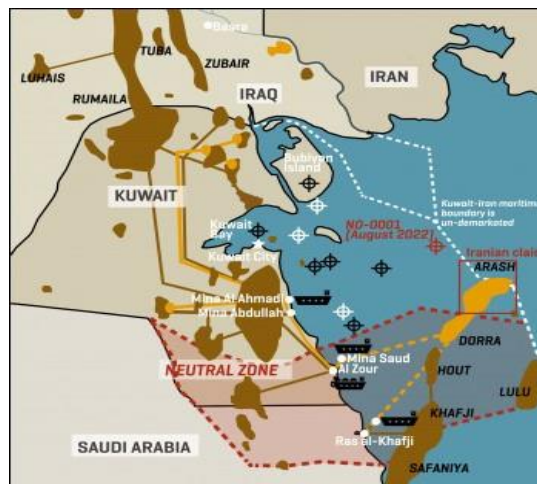 Basra
TUBA
ZUBAIR
LUHAIS
RUMAILA
IRAQ
IRAN
Bubiyan
Island
KUWAIT
Kuwait-Iran maritime
boundary is
un-demarkated
NO-0001
(August 2022)
Kuwait
Bay
Kuwait City
Iranian claim
ARASH
Mina Al Ahmadi
Mina Abdullah
DORRA
NEUTRAL ZONE
Mina Saud
Al Zour
HOUT
LULU
KHAFJI
Ras al-Khafji
SAUDI ARABIA
SAFANIYA